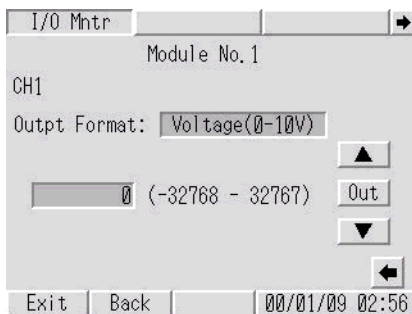 I/O Mntr
Module No.1
CH1
Outpt Format: Voltage(0-10V)
0 (-32768 - 32767) Out
Exit Back 00/01/09 02:56